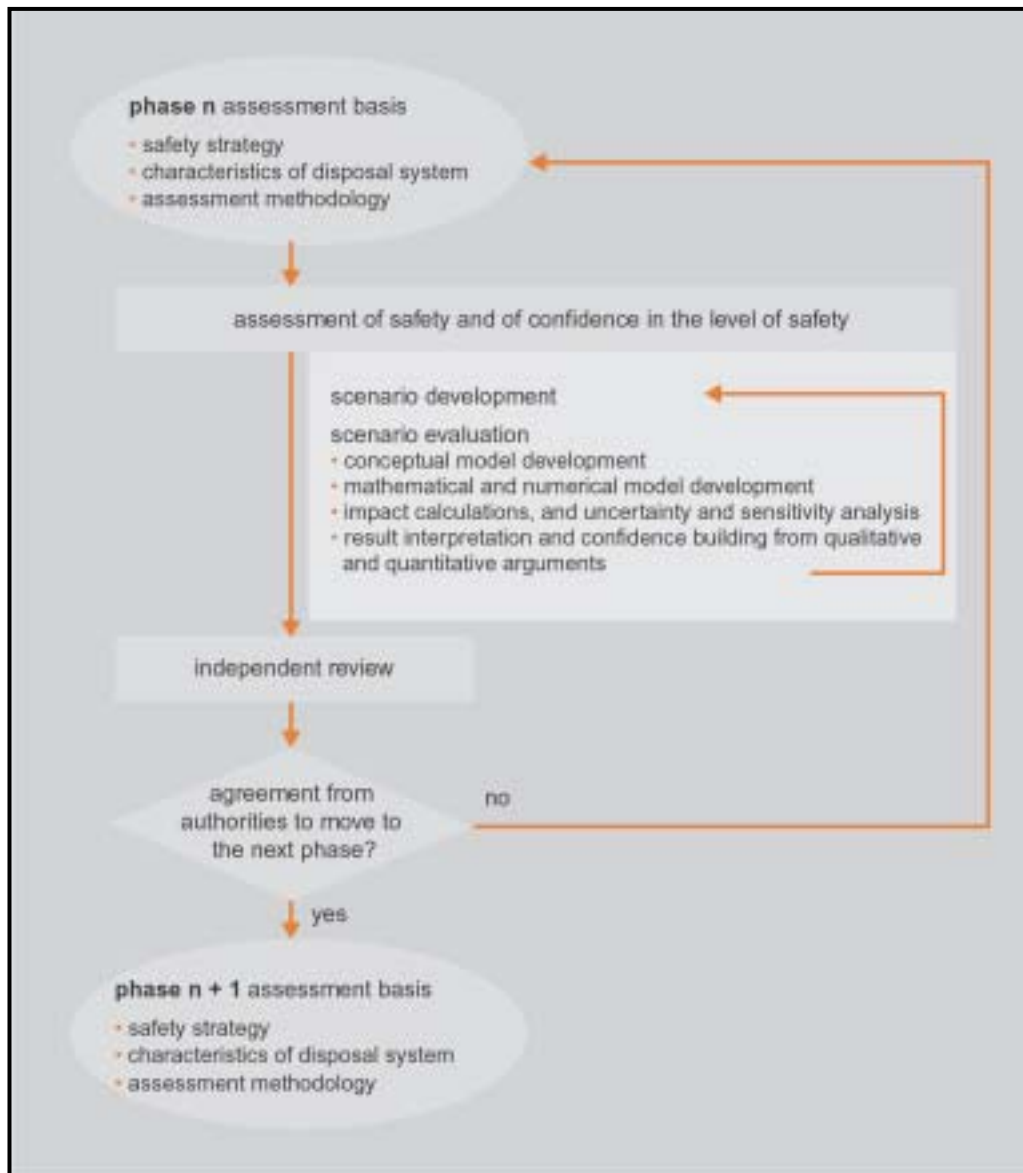 phase n assessment basis
• safety strategy
• characteristics of disposal system
• assessment methodology
assessment of safety and of confidence in the level of safety
scenario development
scenario evaluation
• conceptual model development
• mathematical and numerical model development
• impact calculations, and uncertainty and sensitivity analysis
• result interpretation and confidence building from qualitative
and quantitative arguments
independent review
agreement from
authorities to move to
the next phase?
no
yes
phase n + 1 assessment basis
• safety strategy
• characteristics of disposal system
• assessment methodology